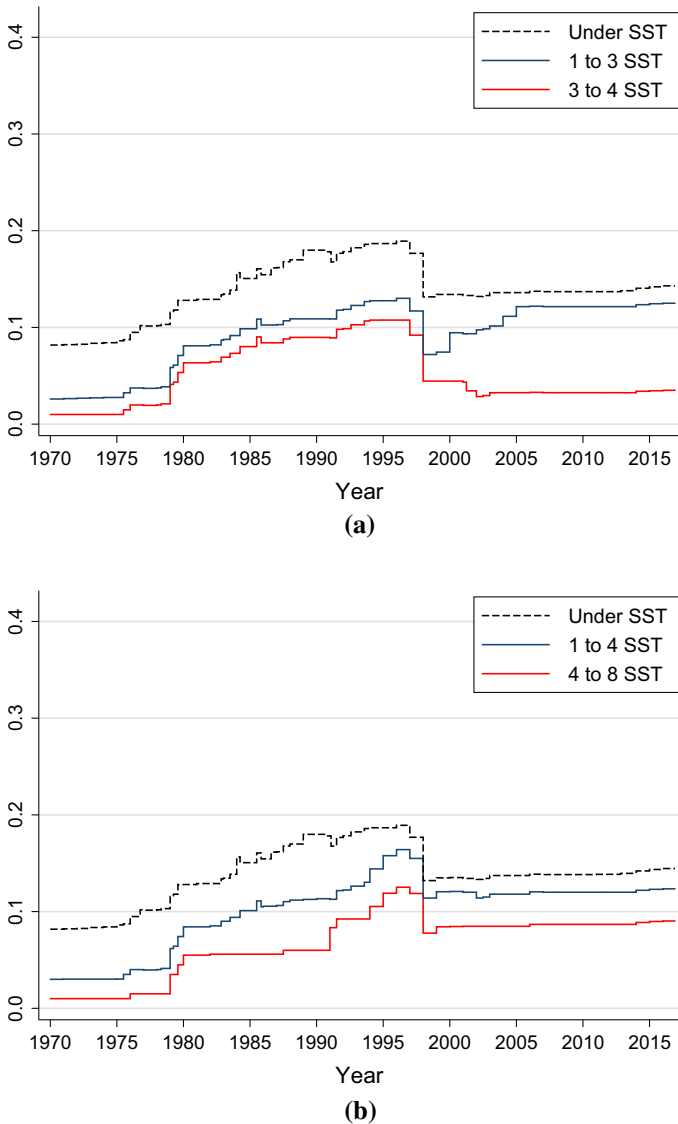 0.4
0.3
0.2
0.1
0.0
Under SST
1 to 3 SST
3 to 4 SST
1970 1975 1980 1985 1990 1995 2000 2005 2010 2015
Year
(a)
0.4
0.3
0.2
0.1
0.0
Under SST
1 to 4 SST
4 to 8 SST
1970 1975 1980 1985 1990 1995 2000 2005 2010 2015
Year
(b)